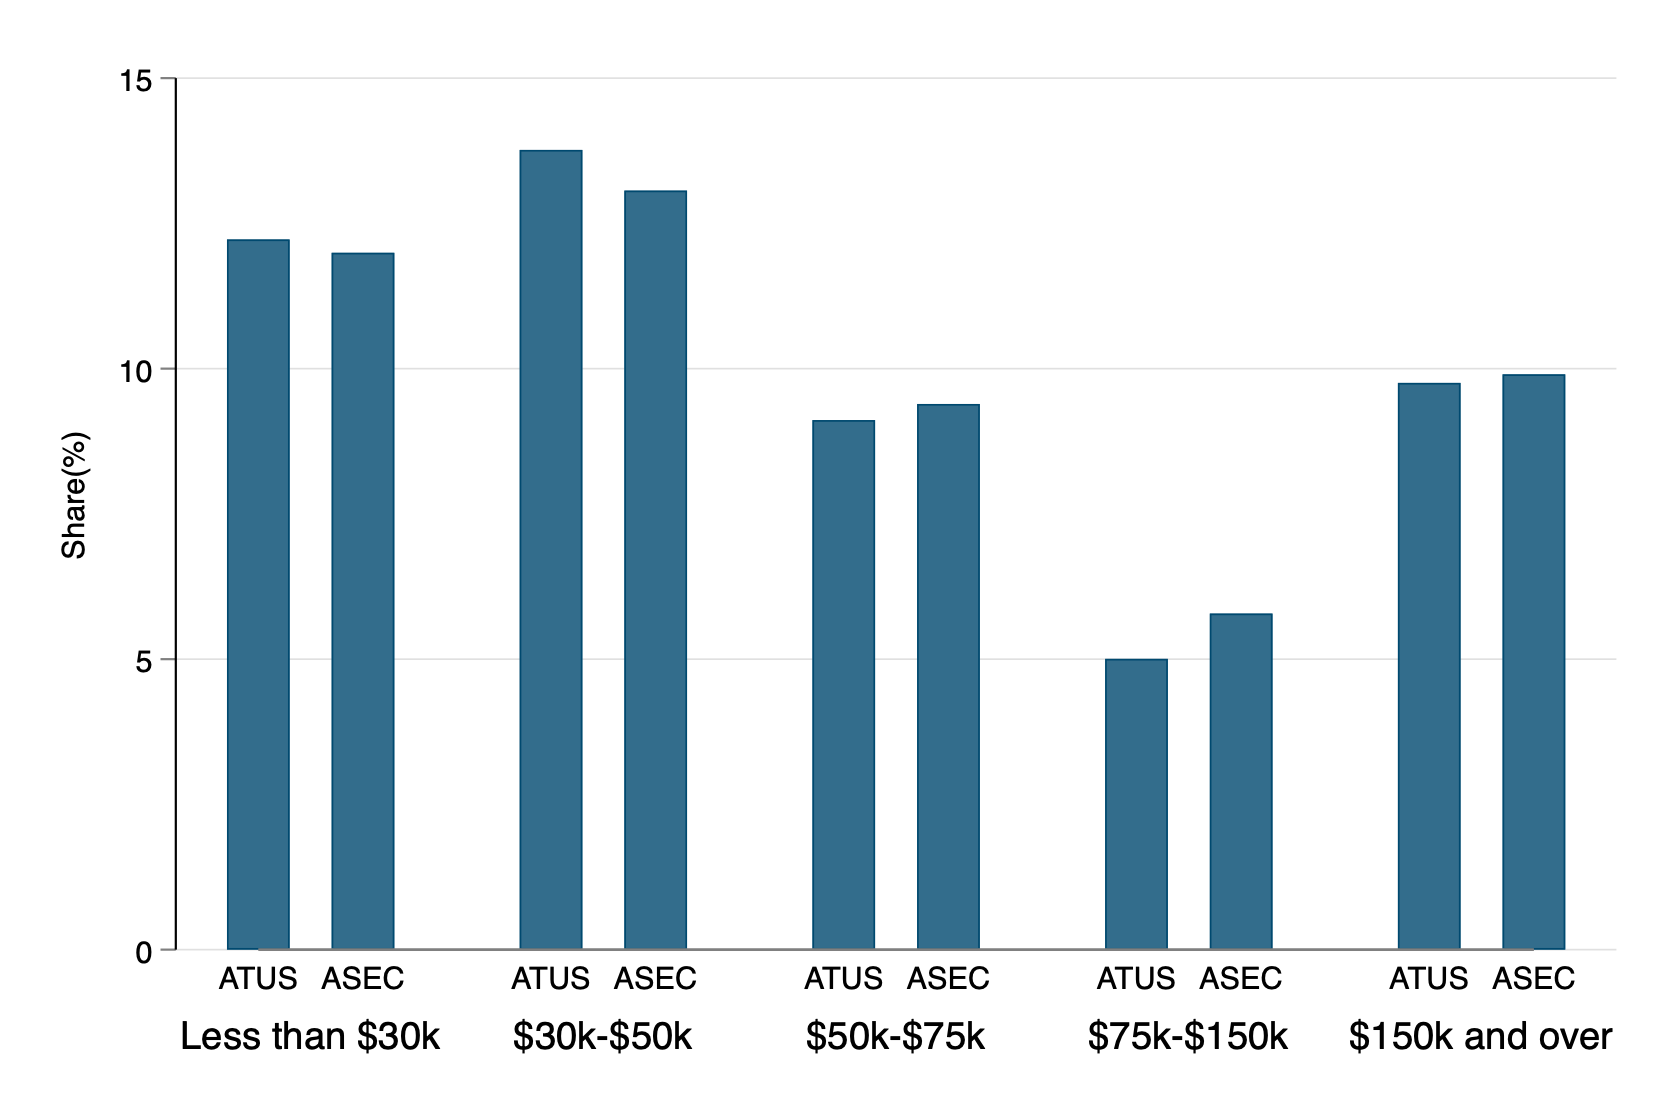 15
10
5
0
Share(%)
ATUS ASEC ATUS ASEC ATUS ASEC ATUS ASEC ATUS ASEC
Less than $30k $30k-$50k $50k-$75k $75k-$150k $150k and over